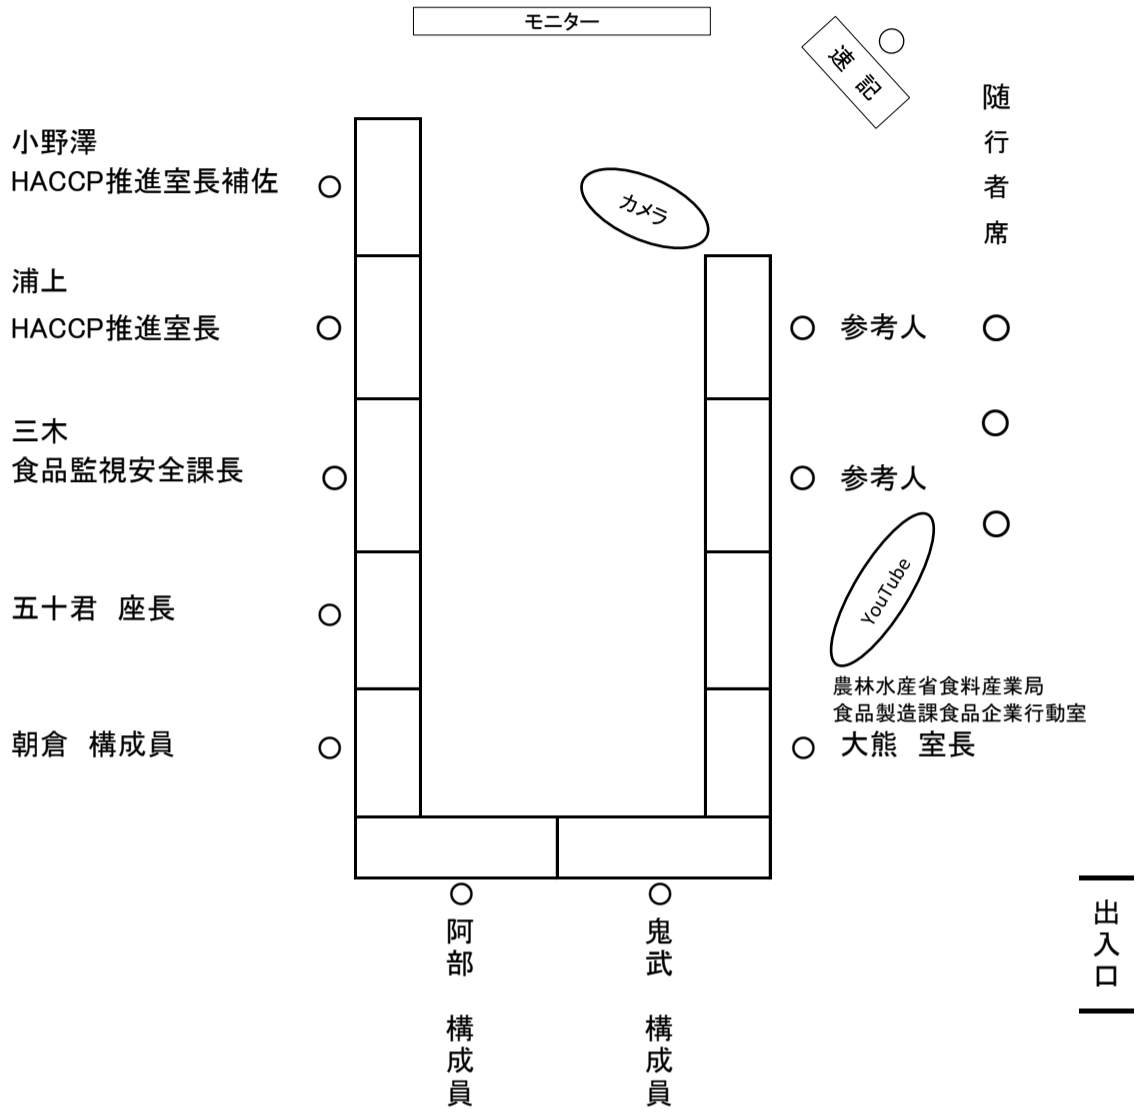 モニター
速記
随行者席
小野澤
HACCP推進室長補佐
カメラ
浦上
HACCP推進室長
参考人
三木
食品監視安全課長
参考人
YouTube
五十君　座長
農林水産省食料産業局
食品製造課食品企業行動室
朝倉　構成員
大熊　室長
阿部　構成員
鬼武　構成員
出入口